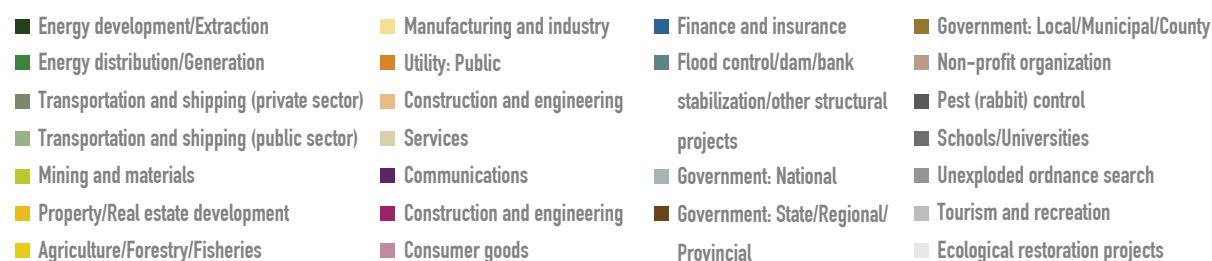 Energy development/Extraction
Energy distribution/Generation
Transportation and shipping (private sector)
Transportation and shipping (public sector)
Mining and materials
Property/Real estate development
Agriculture/Forestry/Fisheries
Manufacturing and industry
Utility: Public
Construction and engineering
Services
Communications
Construction and engineering
Consumer goods
Finance and insurance
Flood control/dam/bank
stabilization/other structural
projects
Government: National
Government: State/Regional/
Provincial
Government: Local/Municipal/County
Non-profit organization
Pest (rabbit) control
Schools/Universities
Unexploded ordnance search
Tourism and recreation
Ecological restoration projects